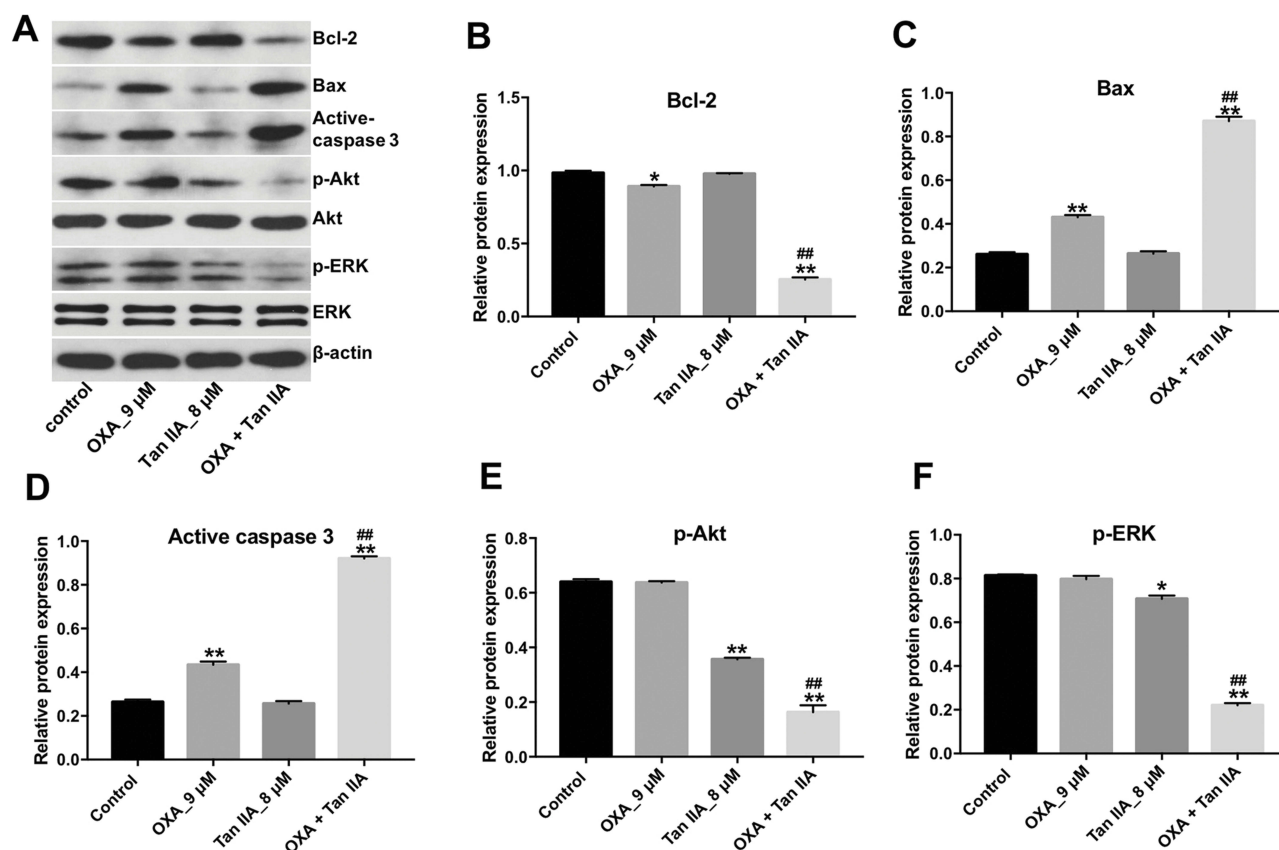 A
Bcl-2
Bax
Active-
caspase 3
p-Akt
Akt
p-ERK
ERK
β-actin
control
OXA_9 μM
Tan IIA_8 μM
OXA + Tan IIA
B
Bcl-2
Relative protein expression
1.5
1.0
0.5
0.0
*
##
**
Control
OXA_9 μM
Tan IIA_8 μM
OXA + Tan IIA
C
Bax
Relative protein expression
1.0
0.8
0.6
0.4
0.2
0.0
**
##
**
Control
OXA_9 μM
Tan IIA_8 μM
OXA + Tan IIA
D
Active caspase 3
Relative protein expression
1.0
0.8
0.6
0.4
0.2
0.0
**
##
**
Control
OXA_9 μM
Tan IIA_8 μM
OXA + Tan IIA
E
p-Akt
Relative protein expression
0.8
0.6
0.4
0.2
0.0
**
##
**
Control
OXA_9 μM
Tan IIA_8 μM
OXA + Tan IIA
F
p-ERK
Relative protein expression
1.0
0.8
0.6
0.4
0.2
0.0
*
##
**
Control
OXA_9 μM
Tan IIA_8 μM
OXA + Tan IIA